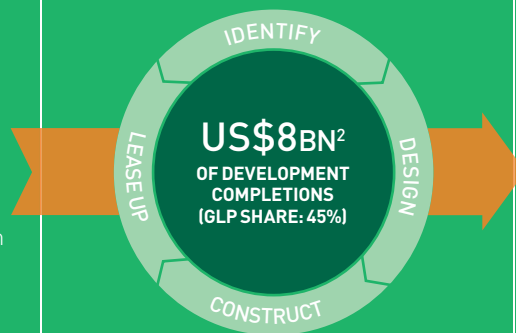 IDENTIFY
US$8BN²
OF DEVELOPMENT
COMPLETIONS
(GLP SHARE: 45%)
DESIGN
CONSTRUCT
LEASE UP